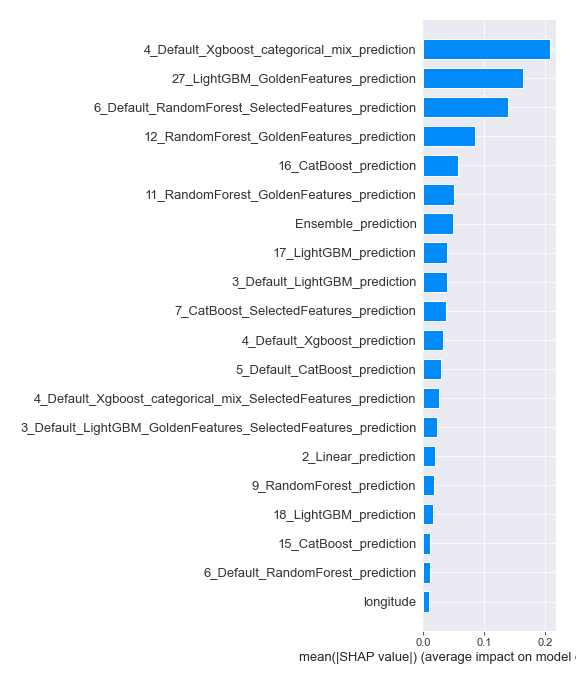 4_Default_Xgboost_categorical_mix_prediction
27_LightGBM_GoldenFeatures_prediction
6_Default_RandomForest_SelectedFeatures_prediction
12_RandomForest_GoldenFeatures_prediction
16_CatBoost_prediction
11_RandomForest_GoldenFeatures_prediction
Ensemble_prediction
17_LightGBM_prediction
3_Default_LightGBM_prediction
7_CatBoost_SelectedFeatures_prediction
4_Default_Xgboost_prediction
5_Default_CatBoost_prediction
4_Default_Xgboost_categorical_mix_SelectedFeatures_prediction
3_Default_LightGBM_GoldenFeatures_SelectedFeatures_prediction
2_Linear_prediction
9_RandomForest_prediction
18_LightGBM_prediction
15_CatBoost_prediction
6_Default_RandomForest_prediction
longitude
0.0 0.1 0.2
mean(|SHAP value|) (average impact on model